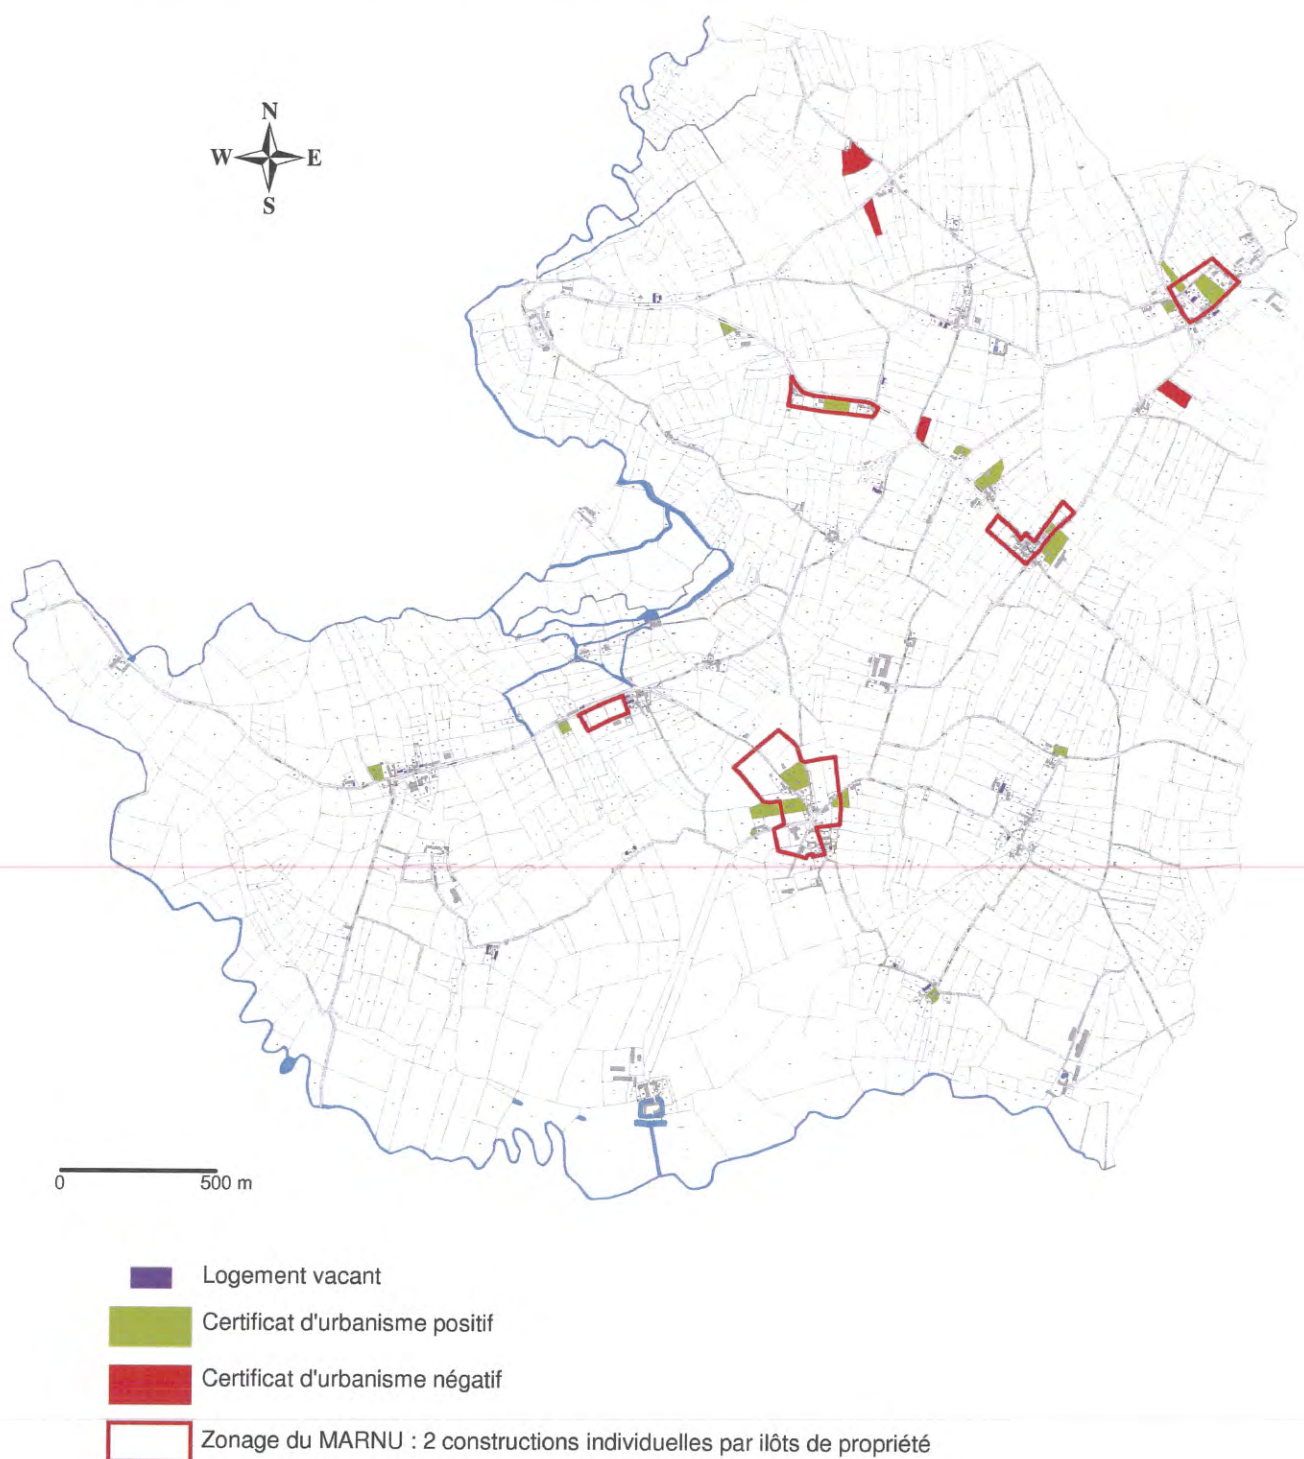 N
W E
S
0 500 m
Logement vacant
Certificat d'urbanisme positif
Certificat d'urbanisme négatif
Zonage du MARNU : 2 constructions individuelles par ilôts de propriété